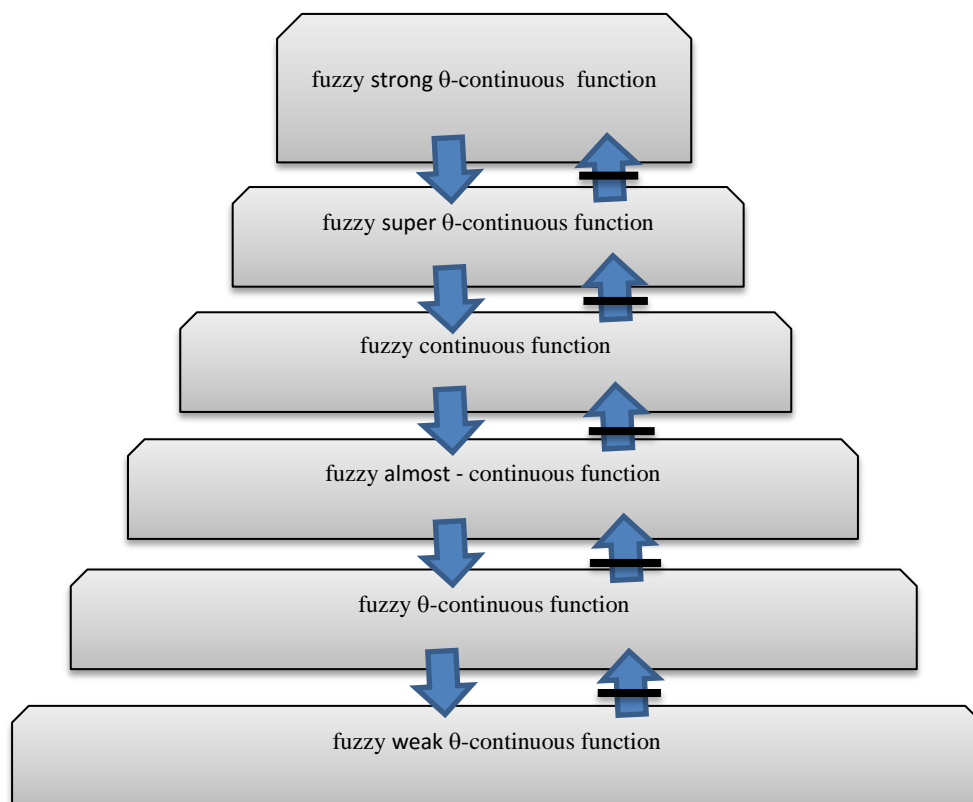 fuzzy strong θ-continuous function
fuzzy super θ-continuous function
fuzzy continuous function
fuzzy almost - continuous function
fuzzy θ-continuous function
fuzzy weak θ-continuous function